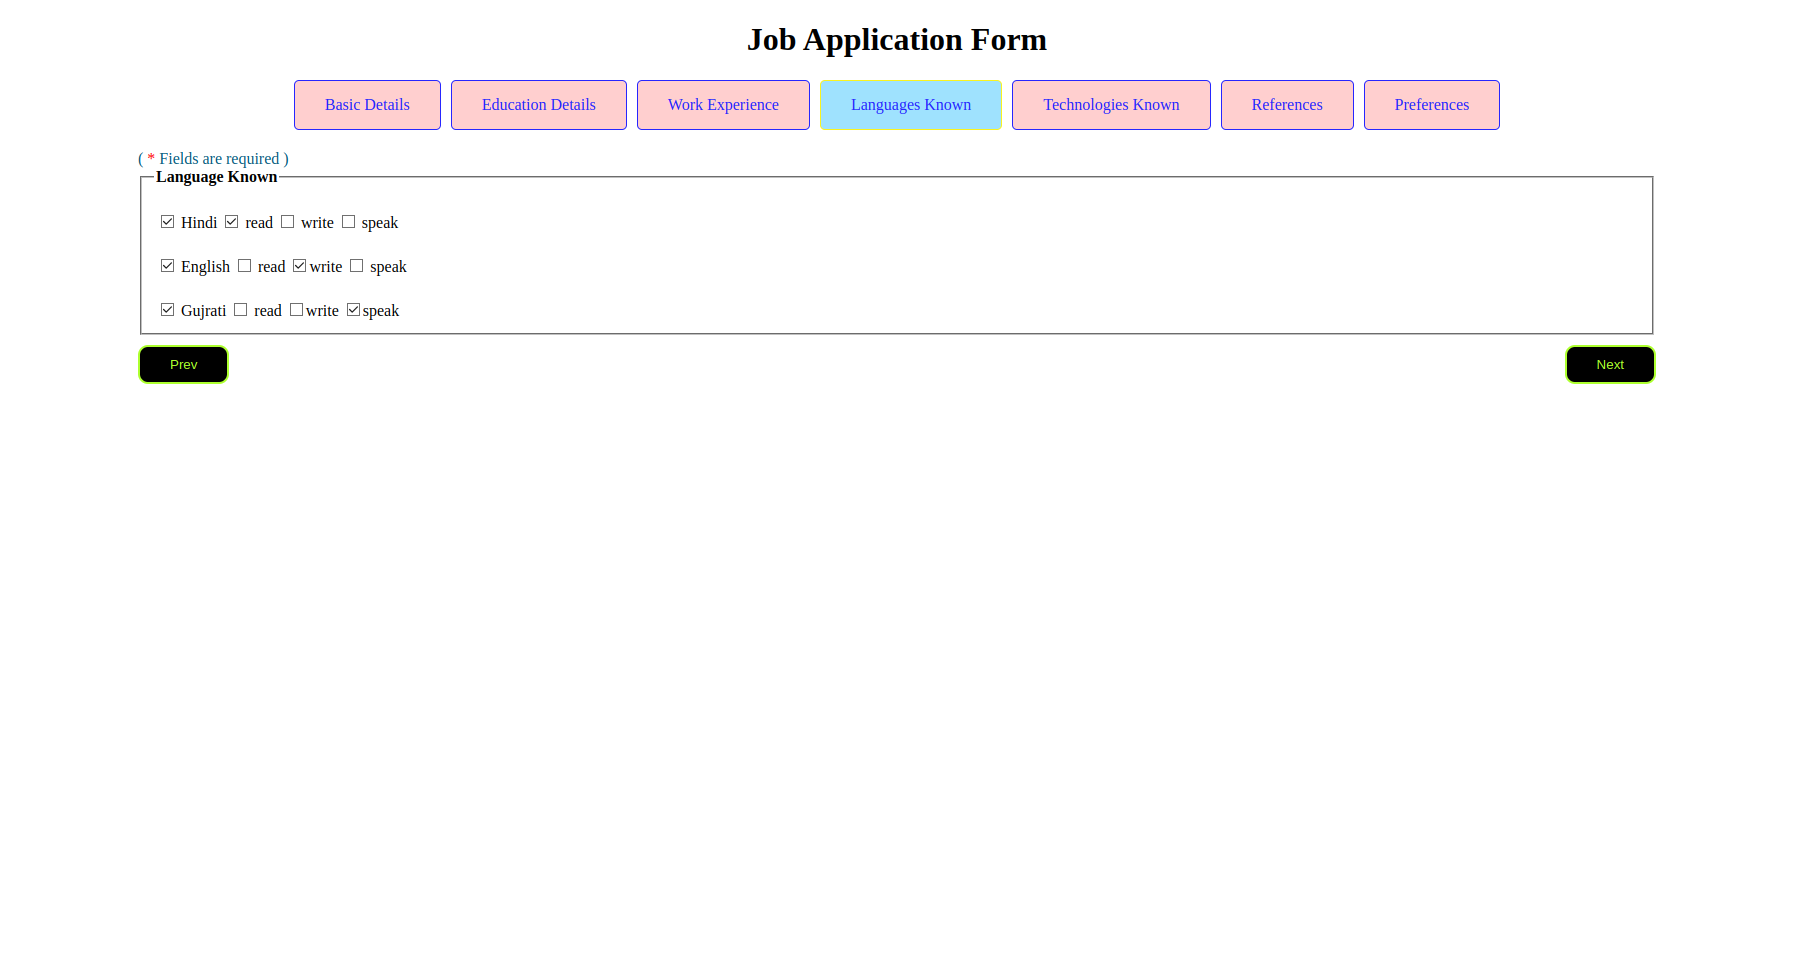 Job Application Form
Basic Details Education Details Work Experience Languages Known Technologies Known References Preferences
( * Fields are required )
Language Known
Hindi read write speak
English read write speak
Gujrati read write speak
Prev Next